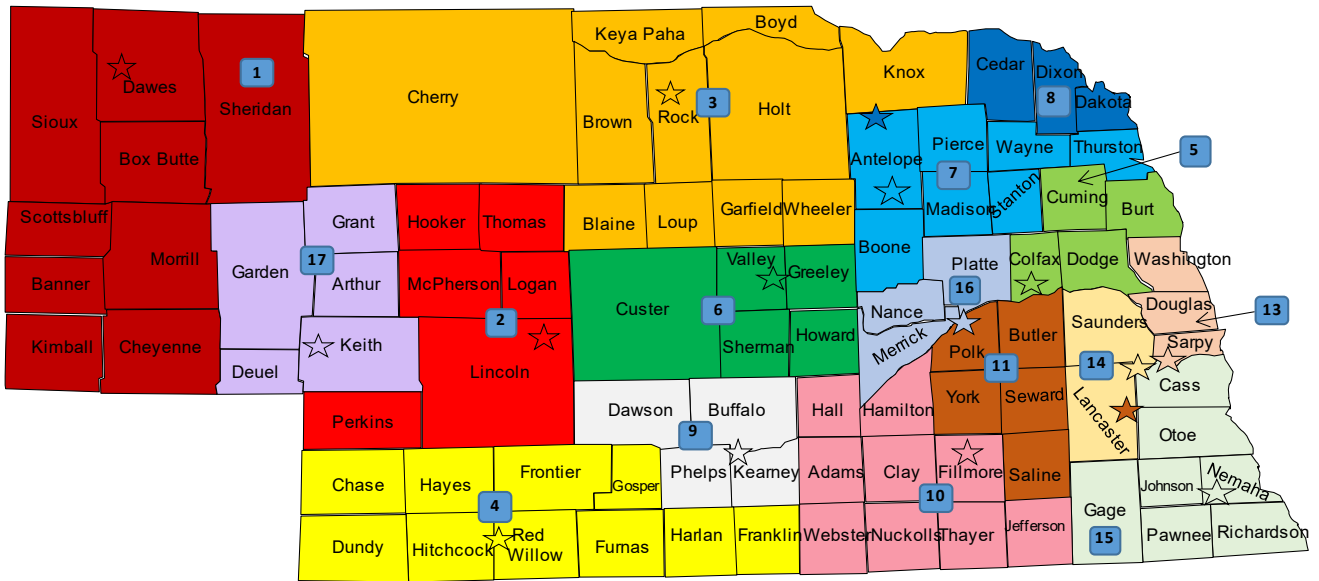 Keya Paha
Boyd
Knox
Cedar
Dixon
Dakota
1
Dawes
Sheridan
Cherry
3
Rock
Holt
8
Sioux
Box Butte
Brown
Antelope
Pierce
Wayne
Thurston
5
7
Scottsbluff
Grant
Hooker
Thomas
Blaine
Loup
Garfield
Wheeler
Madison
Stanton
Cuming
Burt
Morrill
Garden
17
Boone
Banner
Arthur
McPherson
Logan
Custer
Valley
Greeley
Platte
Colfax
Dodge
Washington
16
6
2
Nance
Douglas
13
Kimball
Cheyenne
Keith
Deuel
Lincoln
Sherman
Howard
Merrick
Polk
Butler
Saunders
Sarpy
11
14
Cass
Perkins
Dawson
Buffalo
9
Hall
Hamilton
York
Seward
Lancaster
Otoe
Chase
Hayes
Frontier
Gosper
Phelps
Kearney
Adams
Clay
Fillmore
Saline
Johnson
Nemaha
4
10
Gage
15
Dundy
Hitchcock
Red
Willow
Furnas
Harlan
Franklin
Webster
Nuckolls
Thayer
Jefferson
Pawnee
Richardson